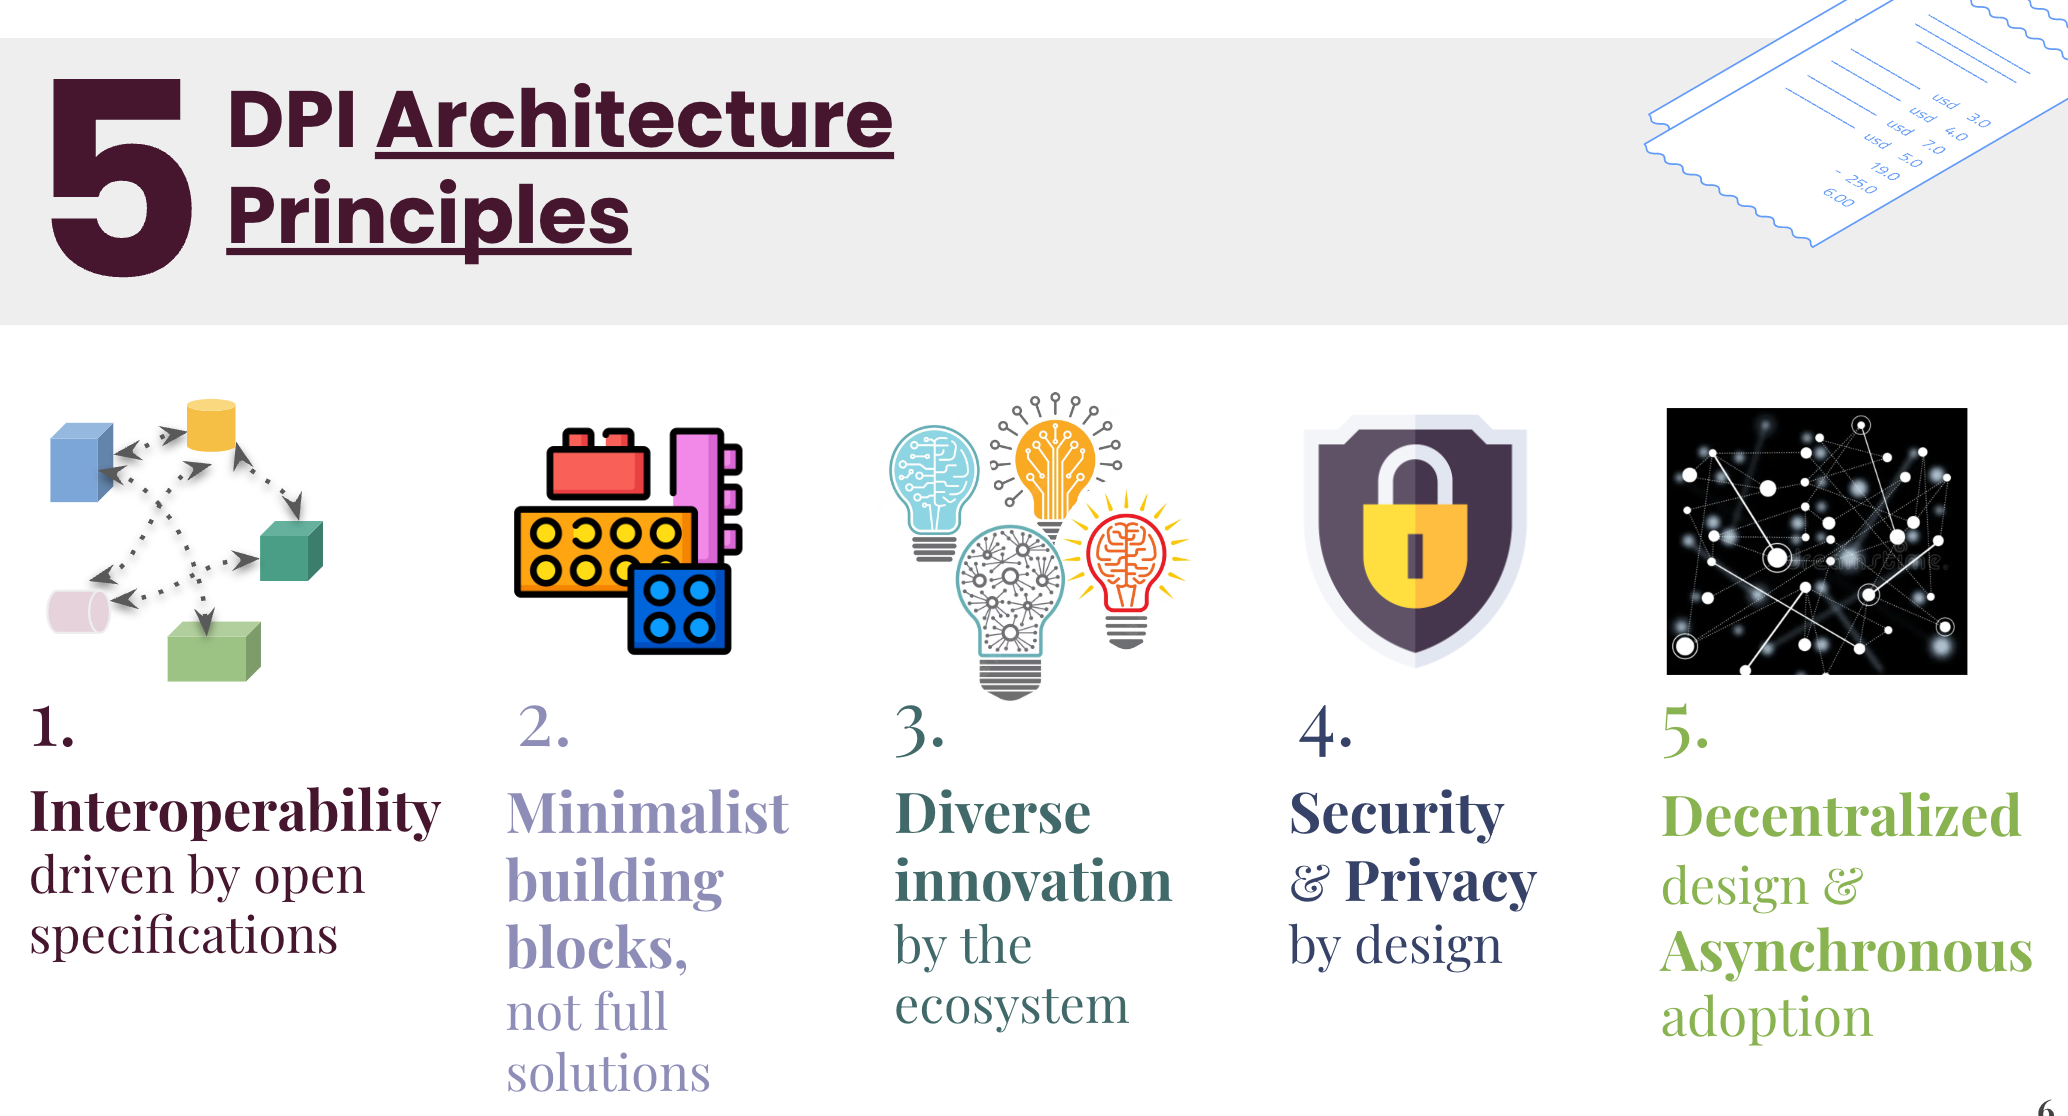 5
DPI Architecture
Principles
usd 3.0
usd 4.0
usd 7.0
usd 5.0
19.0
- 25.0
6.00
1.
Interoperability
driven by open
specifications
2.
Minimalist
building
blocks,
not full
solutions
3.
Diverse
innovation
by the
ecosystem
4.
Security
& Privacy
by design
5.
Decentralized
design &
Asynchronous
adoption
6